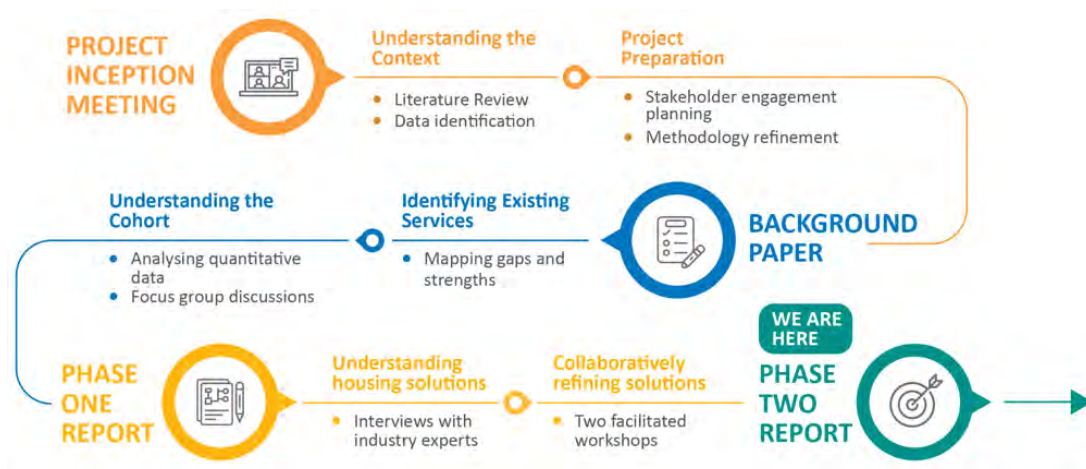 PROJECT
INCEPTION
MEETING
Understanding the
Context
• Literature Review
• Data identification
Project
Preparation
• Stakeholder engagement
planning
• Methodology refinement
BACKGROUND
PAPER
Identifying Existing
Services
• Mapping gaps and
strengths
Understanding the
Cohort
• Analysing quantitative
data
• Focus group discussions
PHASE
ONE
REPORT
Understanding
housing solutions
• Interviews with
industry experts
Collaboratively
refining solutions
• Two facilitated
workshops
WE ARE
HERE
PHASE
TWO
REPORT